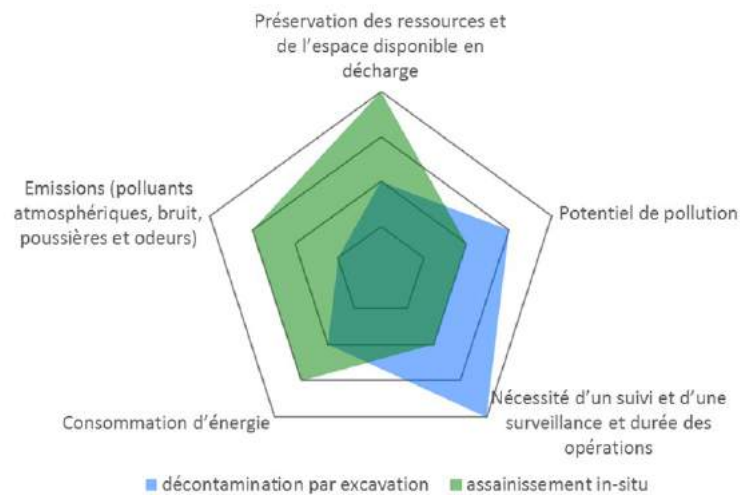 Préservation des ressources et
de l'espace disponible en
décharge
Emissions (polluants
atmosphériques, bruit,
poussières et odeurs)
Potentiel de pollution
Consommation d'énergie
Nécessité d'un suivi et d'une
surveillance et durée des
opérations
décontamination par excavation
assainissement in-situ